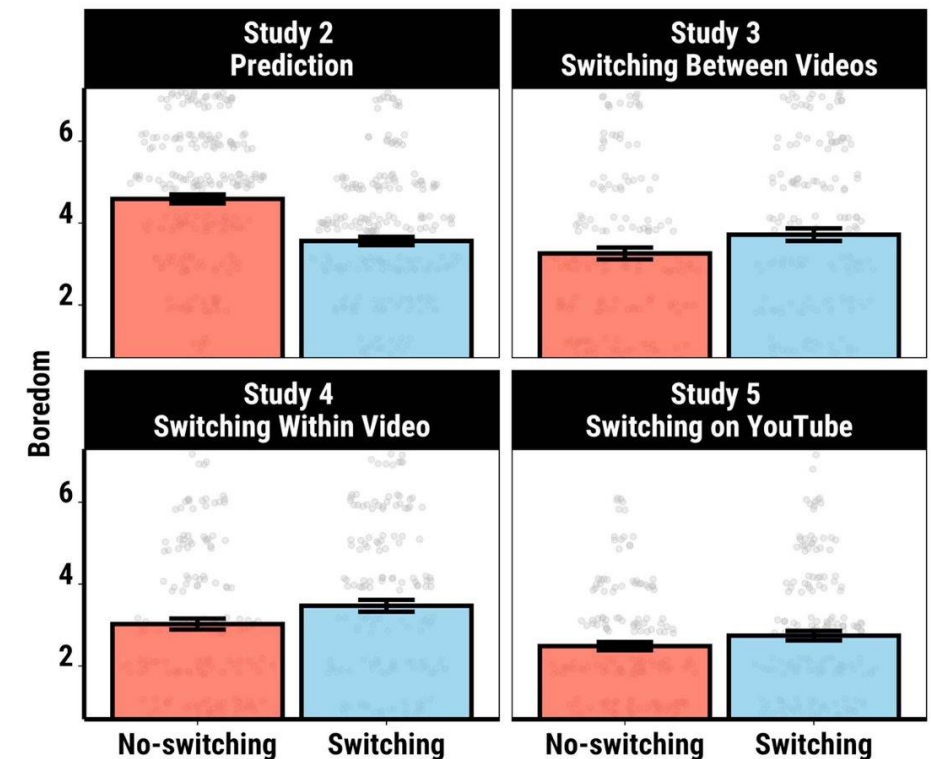 Study 2
Prediction
Study 3
Switching Between Videos
6
4
2
Boredom
Study 4
Switching Within Video
Study 5
Switching on YouTube
6
4
2
No-switching
Switching
No-switching
Switching